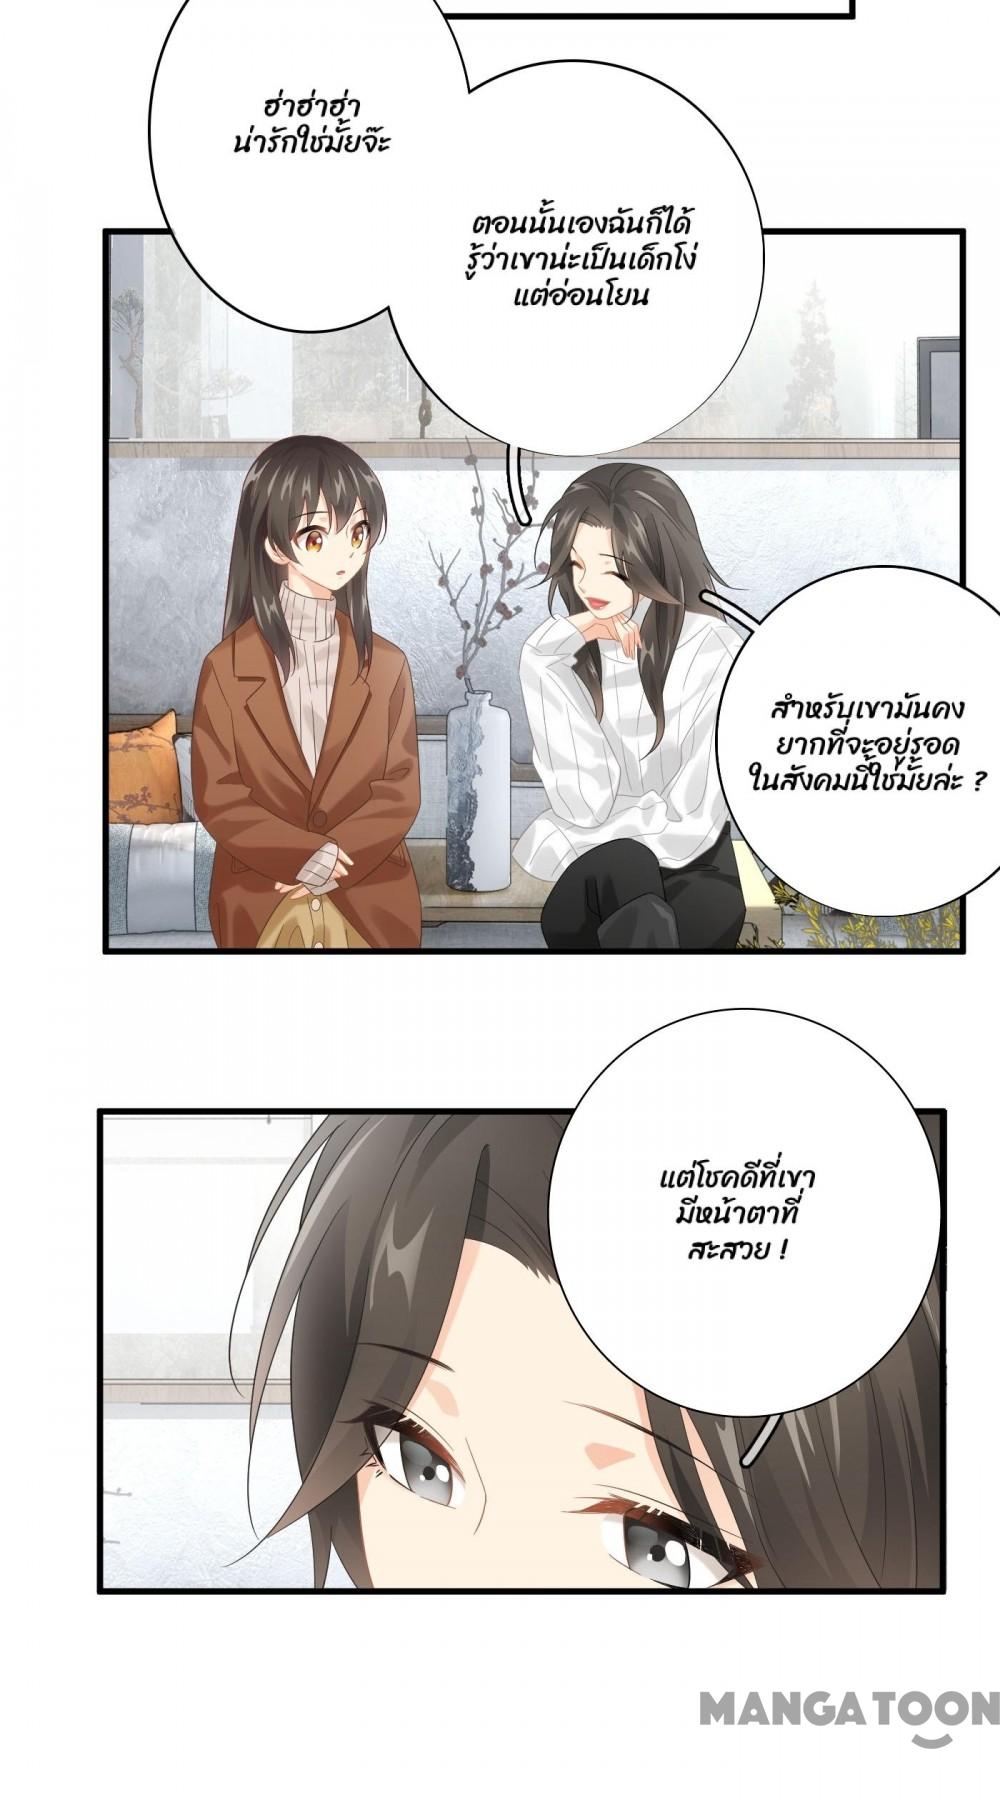 ฮ่าฮ่าฮ่า
น่ารักใช่มั้ยจ๊ะ
ตอนนั้นเองฉันก็ได้
รู้ว่าเขาน่ะเป็นเด็กโง่
แต่อ่อนโยน
สำหรับเขามันคง
ยากที่จะอยู่รอด
ในสังคมนี้ใช่มั้ยล่ะ ?
แต่โชคดีที่เขา
มีหน้าตาที่
สะสวย !
MANGATOON